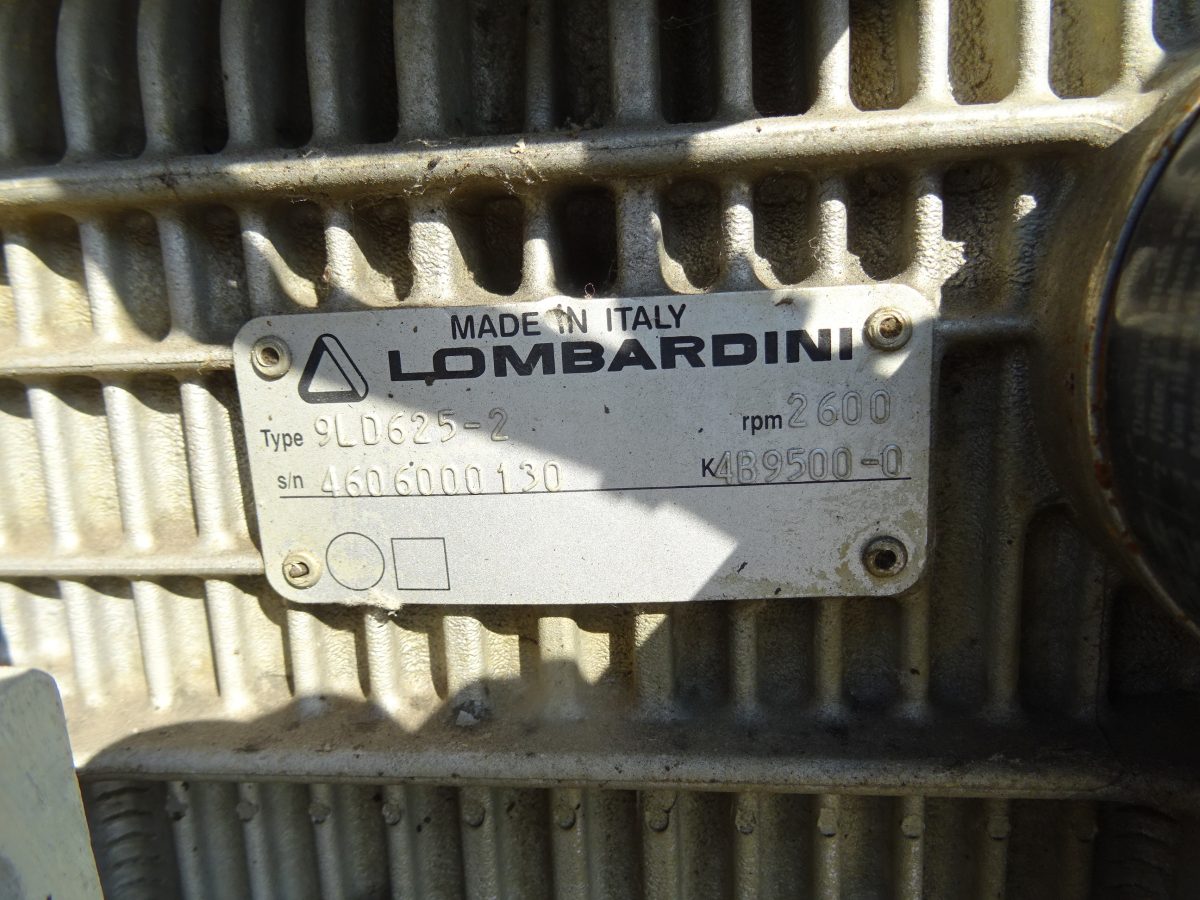 MADE IN ITALY
LOMBARDINI
Type 9LD625-2 rpm 2600
s/n 4606000130 K4B9500-0